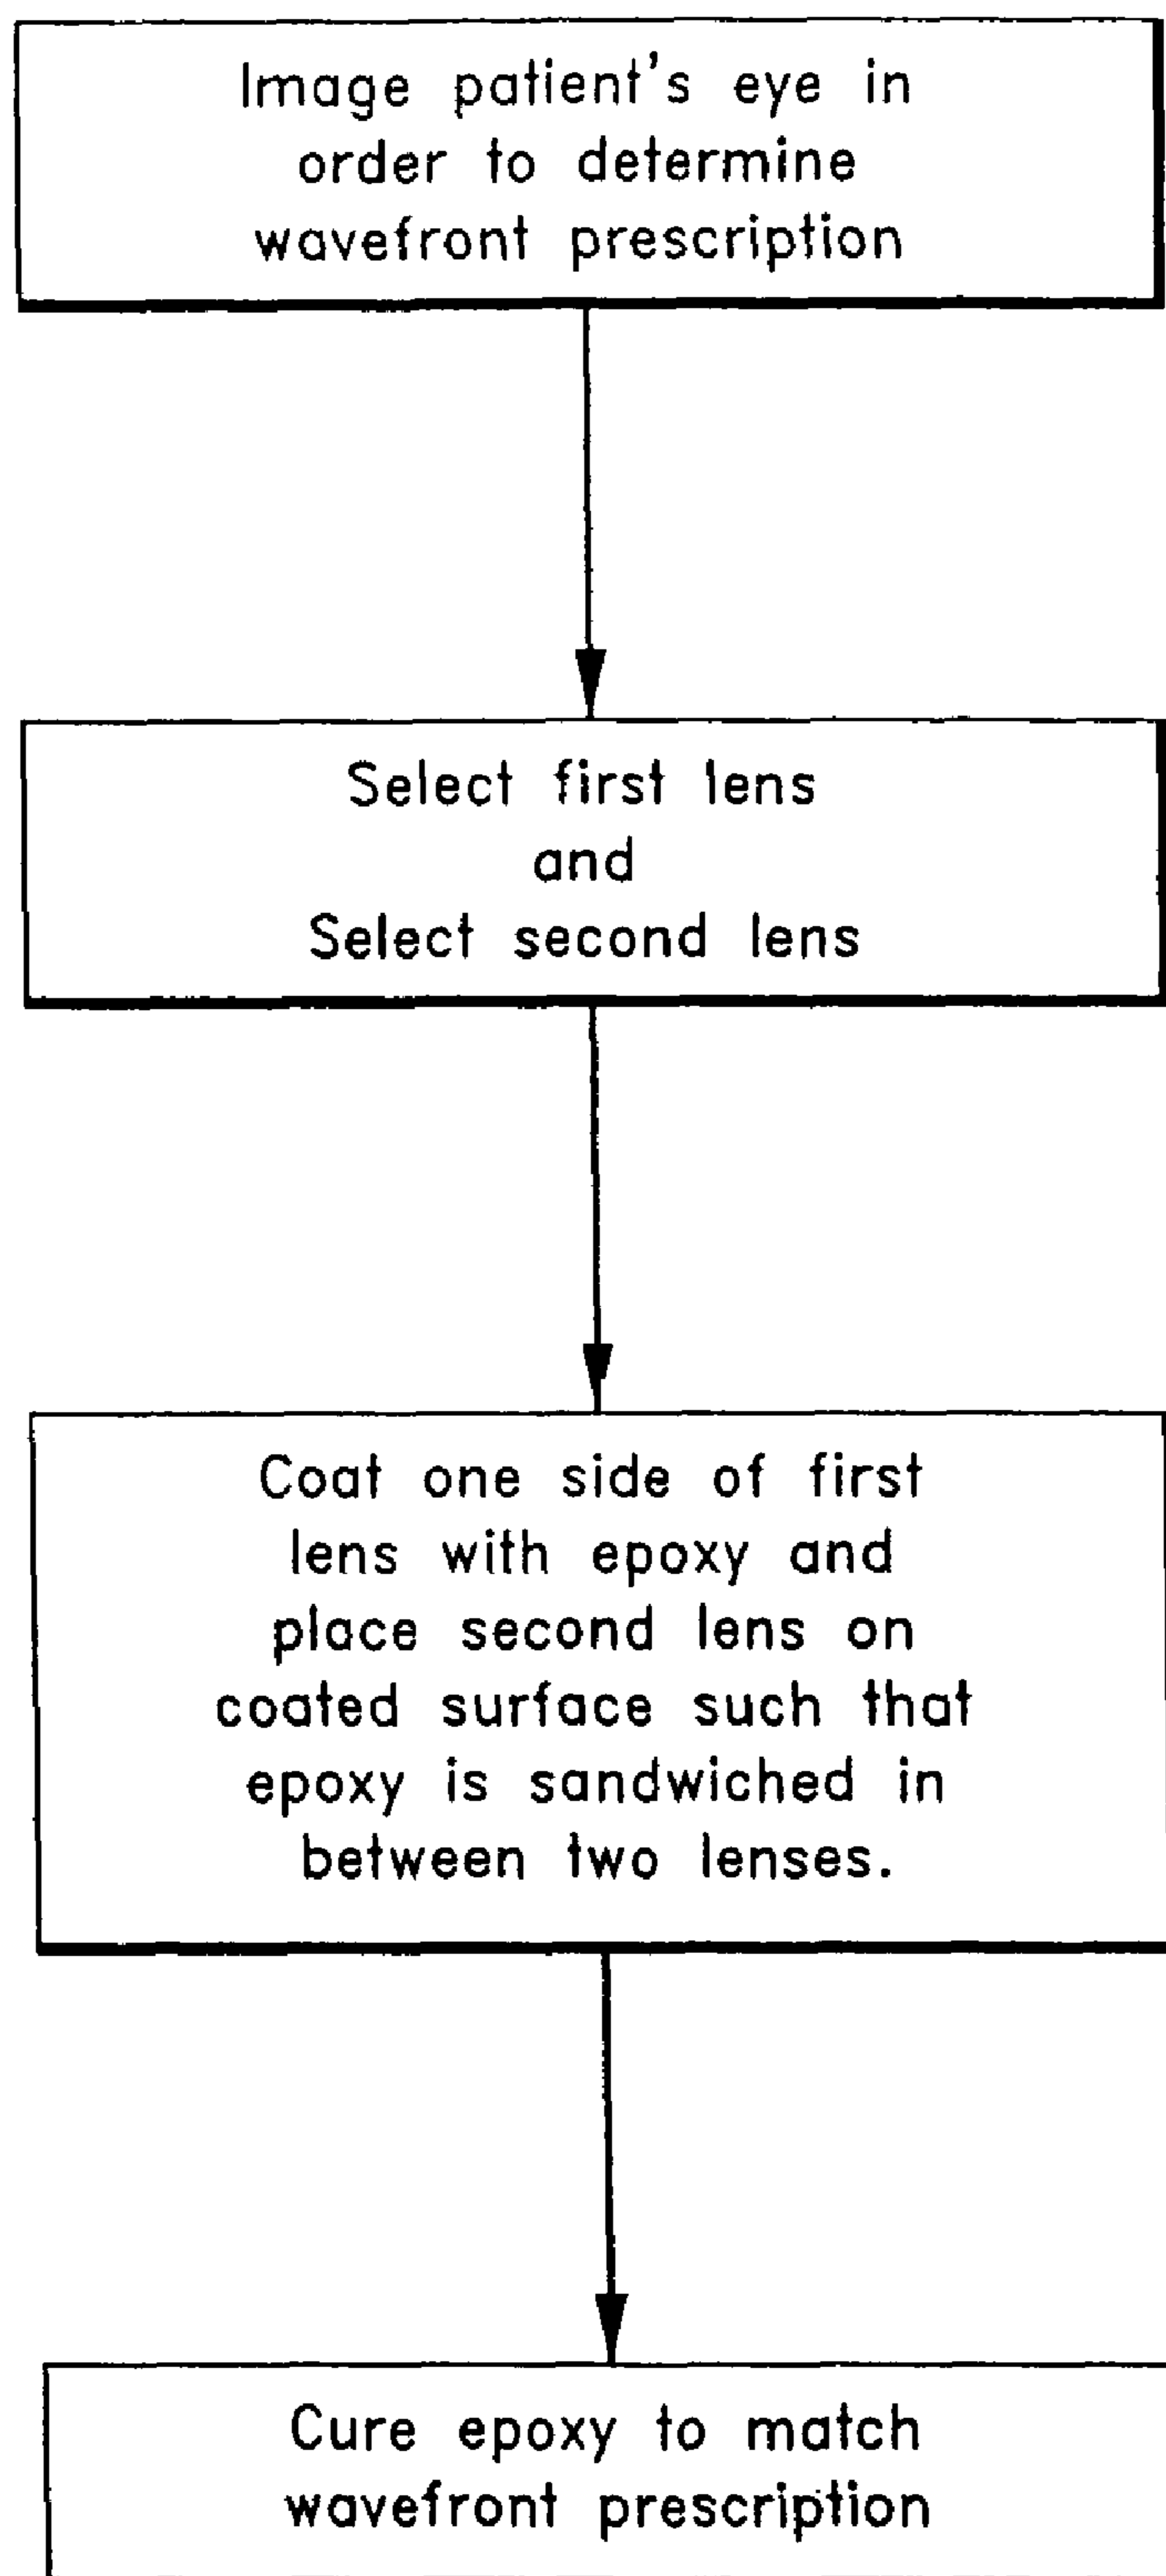 Image patient's eye in
order to determine
wavefront prescription
Select first lens
and
Select second lens
Coat one side of first
lens with epoxy and
place second lens on
coated surface such that
epoxy is sandwiched in
between two lenses.
Cure epoxy to match
wavefront prescription